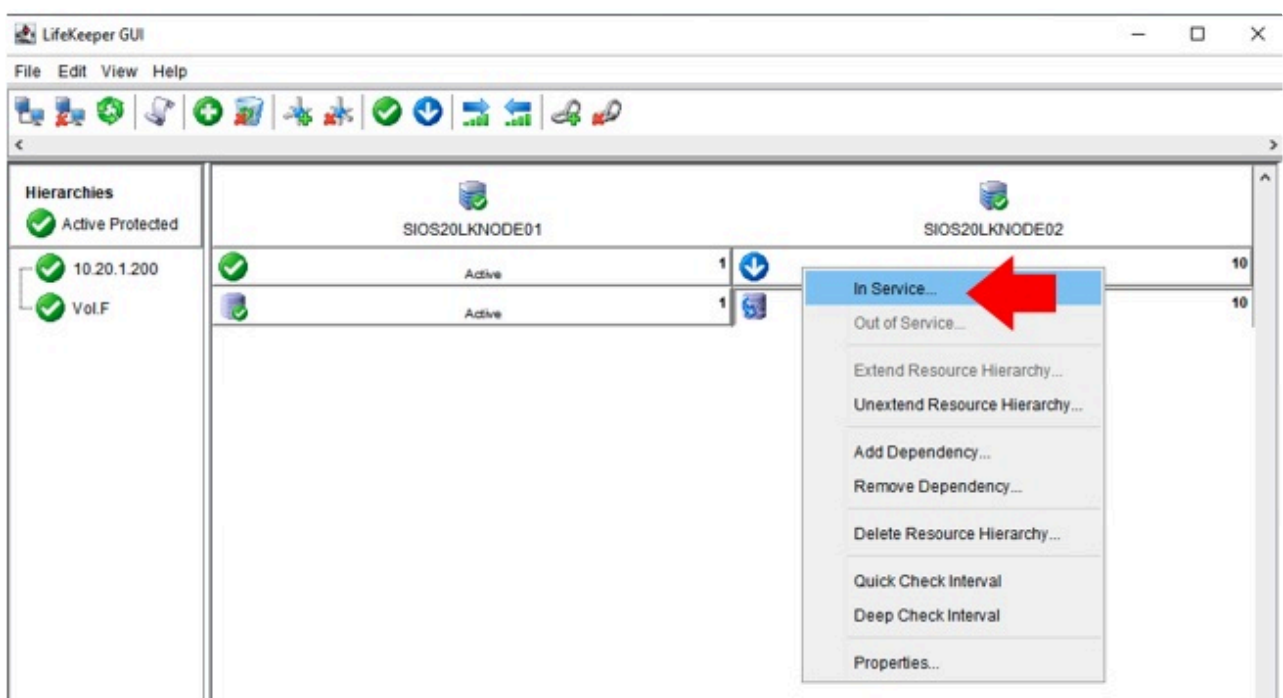 LifeKeeper GUI
File Edit View Help
Hierarchies
Active Protected
SIOS20LKNODE01
SIOS20LKNODE02
10.20.1.200
Active
1
10
Vol.F
Active
1
10
In Service...
Out of Service...
Extend Resource Hierarchy...
Unextend Resource Hierarchy...
Add Dependency...
Remove Dependency...
Delete Resource Hierarchy...
Quick Check Interval
Deep Check Interval
Properties...